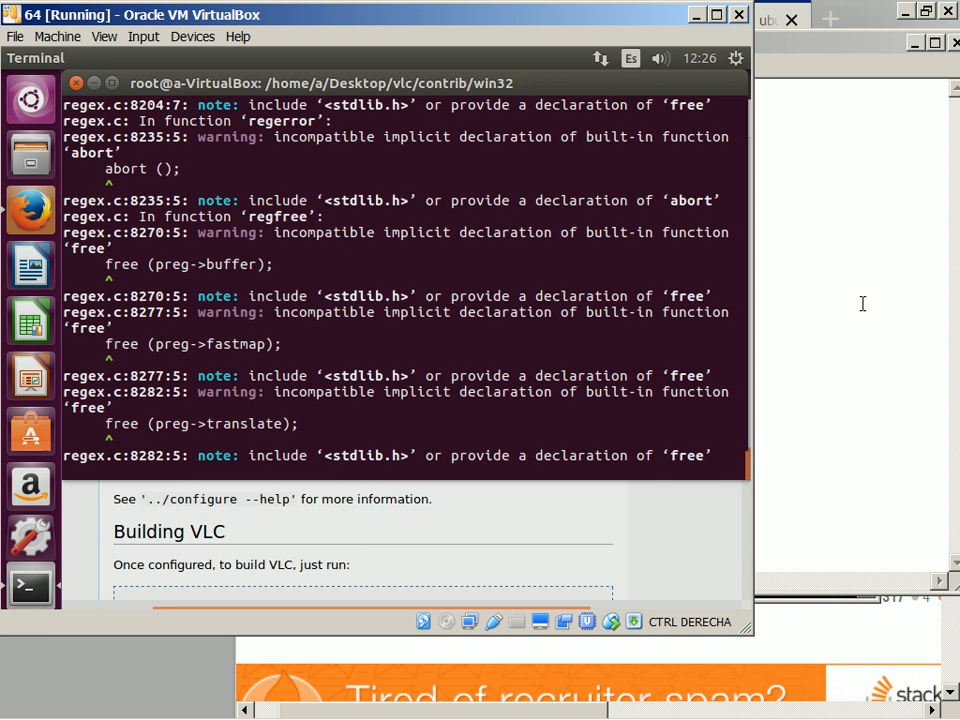 64 [Running] - Oracle VM VirtualBox
ubu
File Machine View Input Devices Help
Terminal
Es
12:26
root@a-VirtualBox: /home/a/Desktop/vlc/contrib/win32
regex.c:8204:7: note: include ‘<stdlib.h>’ or provide a declaration of ‘free’
regex.c: In function ‘regerror’:
regex.c:8235:5: warning: incompatible implicit declaration of built-in function
‘abort’
abort ();
^
regex.c:8235:5: note: include ‘<stdlib.h>’ or provide a declaration of ‘abort’
regex.c: In function ‘regfree’:
regex.c:8270:5: warning: incompatible implicit declaration of built-in function
‘free’
free (preg->buffer);
^
regex.c:8270:5: note: include ‘<stdlib.h>’ or provide a declaration of ‘free’
regex.c:8277:5: warning: incompatible implicit declaration of built-in function
‘free’
free (preg->fastmap);
^
regex.c:8277:5: note: include ‘<stdlib.h>’ or provide a declaration of ‘free’
regex.c:8282:5: warning: incompatible implicit declaration of built-in function
‘free’
free (preg->translate);
^
regex.c:8282:5: note: include ‘<stdlib.h>’ or provide a declaration of ‘free’
See '../configure --help' for more information.
Building VLC
Once configured, to build VLC, just run:
CTRL DERECHA
Tired of recruiter spam?
stack